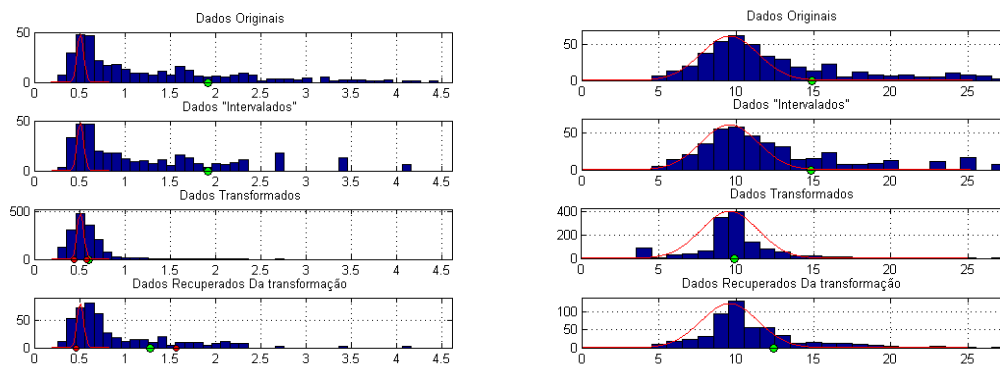 Dados Originais
50
0
0 0.5 1 1.5 2 2.5 3 3.5 4 4.5
Dados "Intervalados"
50
0
0 0.5 1 1.5 2 2.5 3 3.5 4 4.5
Dados Transformados
500
0
0 0.5 1 1.5 2 2.5 3 3.5 4 4.5
Dados Recuperados Da transformação
50
0
0 0.5 1 1.5 2 2.5 3 3.5 4 4.5
Dados Originais
50
0
0 5 10 15 20 25
Dados "Intervalados"
50
0
0 5 10 15 20 25
Dados Transformados
400
200
0
0 5 10 15 20 25
Dados Recuperados Da transformação
100
50
0
0 5 10 15 20 25